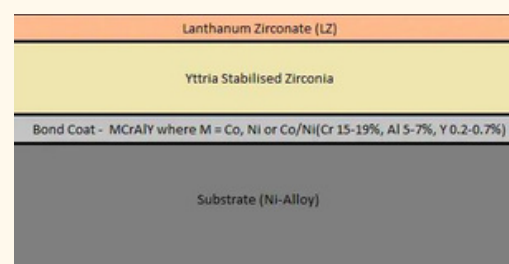 Lanthanum Zirconate (LZ)
Yttria Stabilised Zirconia
Bond Coat - MCrAlY where M = Co, Ni or Co/Ni(Cr 15-19%, Al 5-7%, Y 0.2-0.7%)
Substrate (Ni-Alloy)